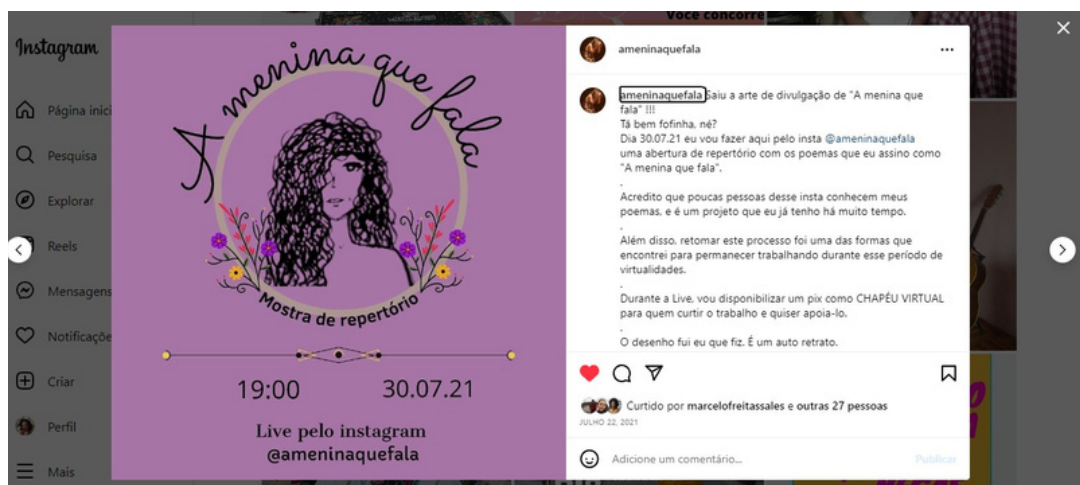 Você concorre
Instagram
Página inici
Pesquisa
Explorar
Reels
Mensagens
Notificaçõe
Criar
Perfil
Mais
A menina que fala
Mostra de repertório
19:00 30.07.21
Live pelo instagram
@ameninaquefala
ameninaquefala
ameninaquefala Saiu a arte de divulgação de "A menina que
fala" !!!
Tá bem fofinha, né?
Dia 30.07.21 eu vou fazer aqui pelo insta @ameninaquefala
uma abertura de repertório com os poemas que eu assino como
"A menina que fala".
.
Acredito que poucas pessoas desse insta conhecem meus
poemas, e é um projeto que eu já tenho há muito tempo.
.
Além disso, retomar este processo foi uma das formas que
encontrei para permanecer trabalhando durante esse período de
virtualidades.
.
Durante a Live, vou disponibilizar um pix como CHAPÉU VIRTUAL
para quem curtir o trabalho e quiser apoia-lo.
.
O desenho fui eu que fiz. É um auto retrato.
Curtido por marcelofreitassales e outras 27 pessoas
JULHO 22, 2021
Adicione um comentário...
Publicar